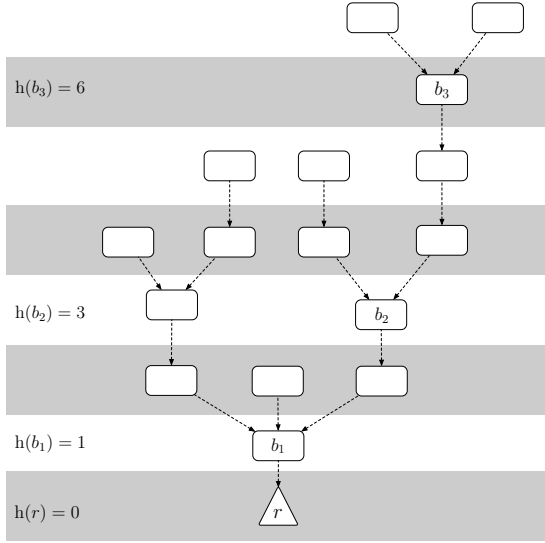 h(b₃) = 6
b₃
h(b₂) = 3
b₂
h(b₁) = 1
b₁
h(r) = 0
r